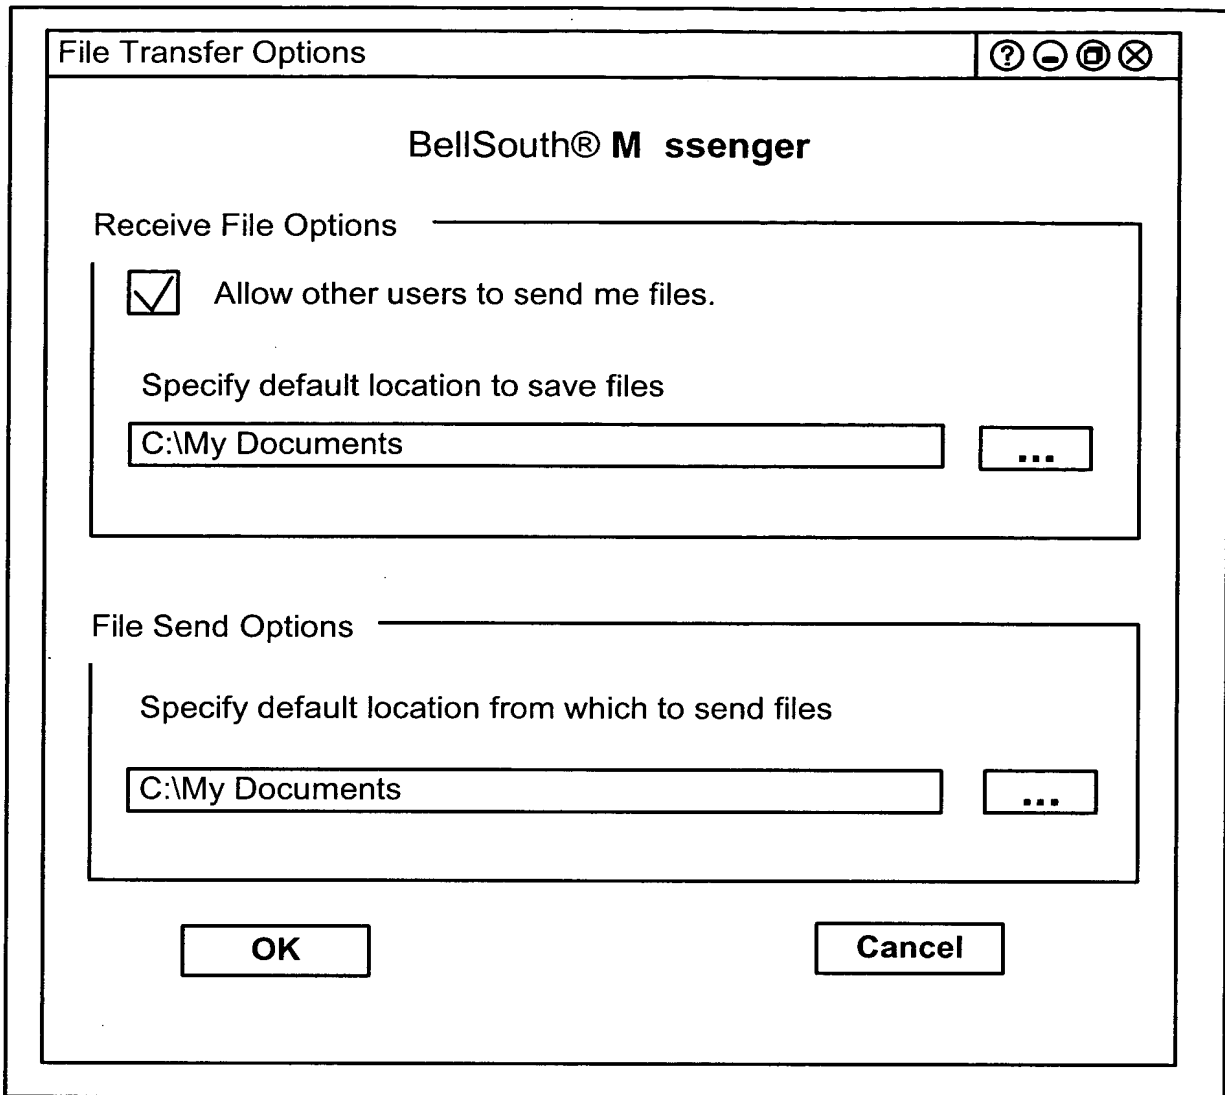 File Transfer Options
BellSouth® M ssenger
Receive File Options
Allow other users to send me files.
Specify default location to save files
C:\My Documents
...
File Send Options
Specify default location from which to send files
C:\My Documents
...
OK
Cancel